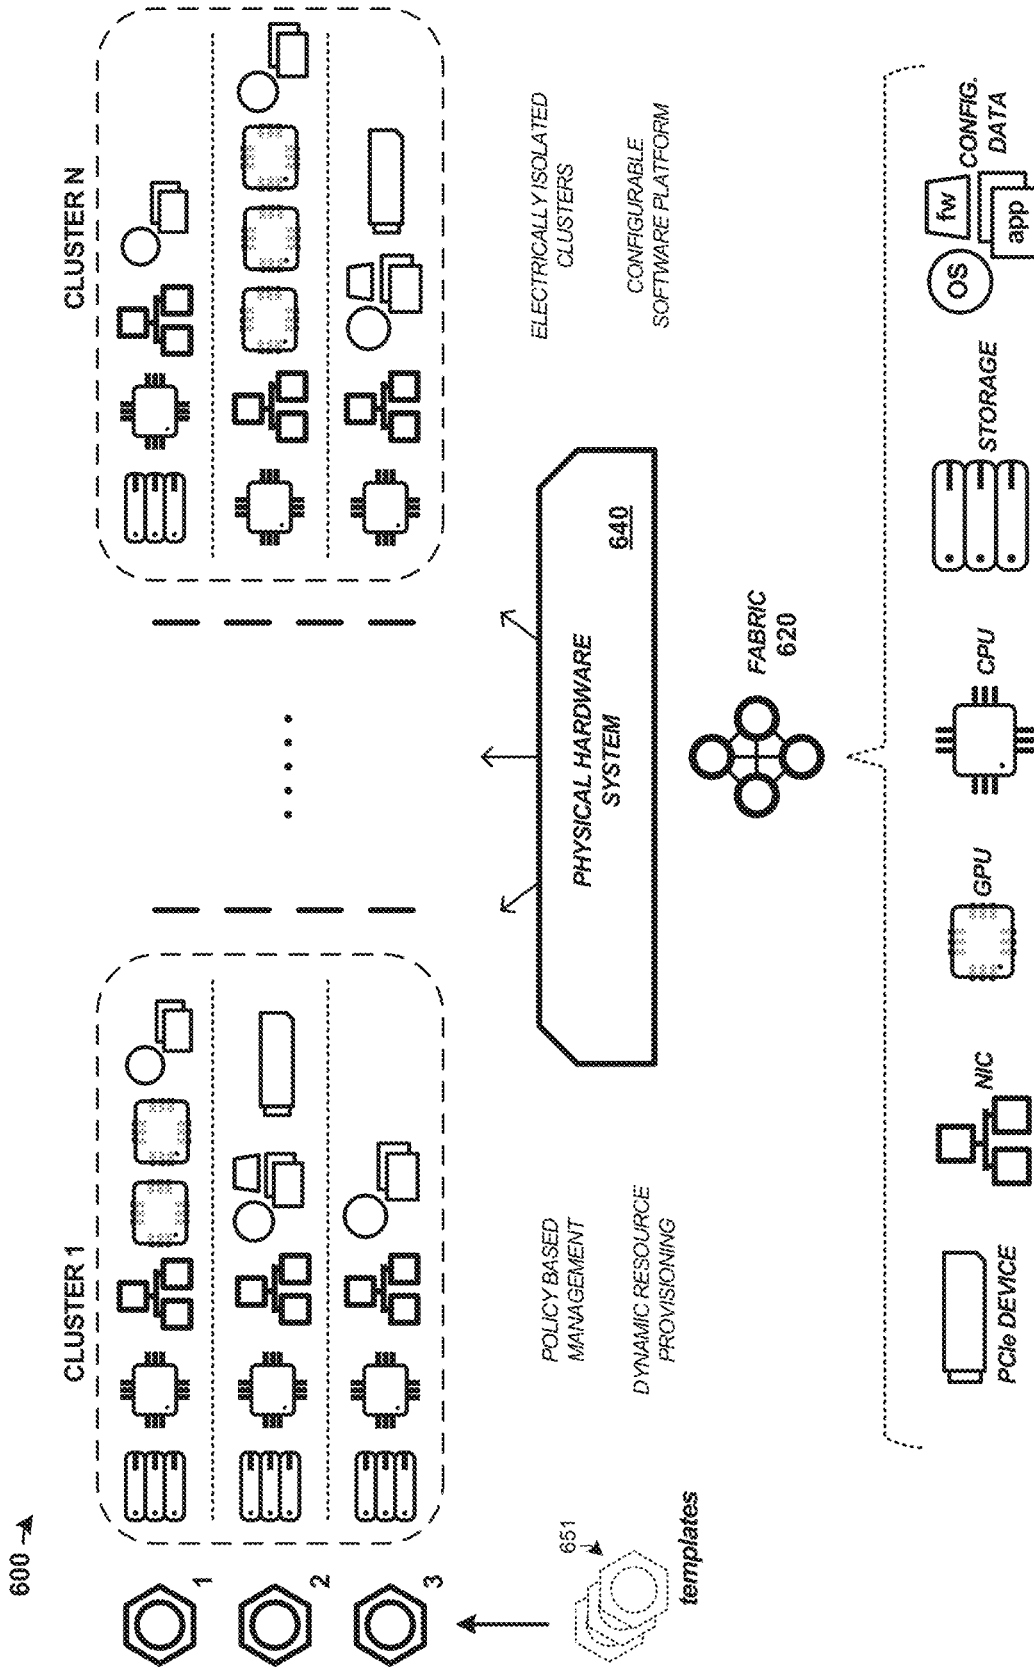 600
CLUSTER 1
CLUSTER N
1
2
3
651
templates
POLICY BASED
MANAGEMENT
DYNAMIC RESOURCE
PROVISIONING
PHYSICAL HARDWARE
SYSTEM
640
ELECTRICALLY ISOLATED
CLUSTERS
CONFIGURABLE
SOFTWARE PLATFORM
FABRIC
620
PCIe DEVICE
NIC
GPU
CPU
STORAGE
OS
fw
app
CONFIG.
DATA